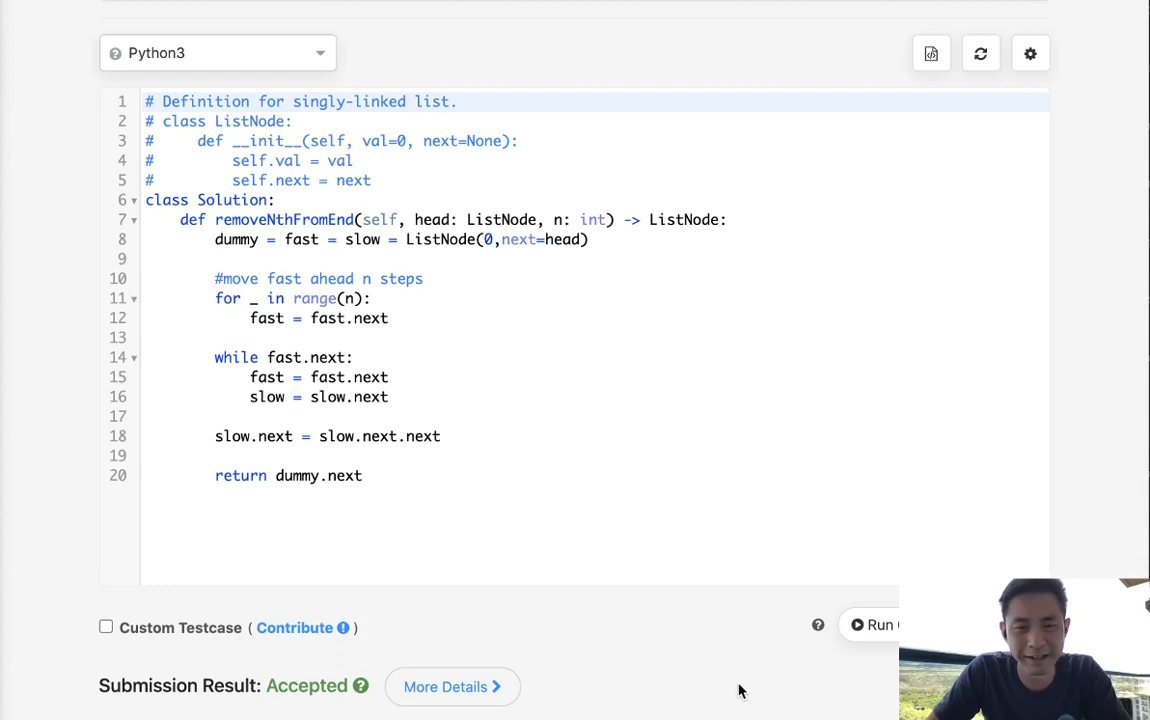 Python3
1 # Definition for singly-linked list.
2 # class ListNode:
3 #     def __init__(self, val=0, next=None):
4 #         self.val = val
5 #         self.next = next
6 class Solution:
7     def removeNthFromEnd(self, head: ListNode, n: int) -> ListNode:
8         dummy = fast = slow = ListNode(0,next=head)
9
10         #move fast ahead n steps
11         for _ in range(n):
12             fast = fast.next
13
14         while fast.next:
15             fast = fast.next
16             slow = slow.next
17
18         slow.next = slow.next.next
19
20         return dummy.next
Custom Testcase ( Contribute )
Run
Submission Result: Accepted More Details